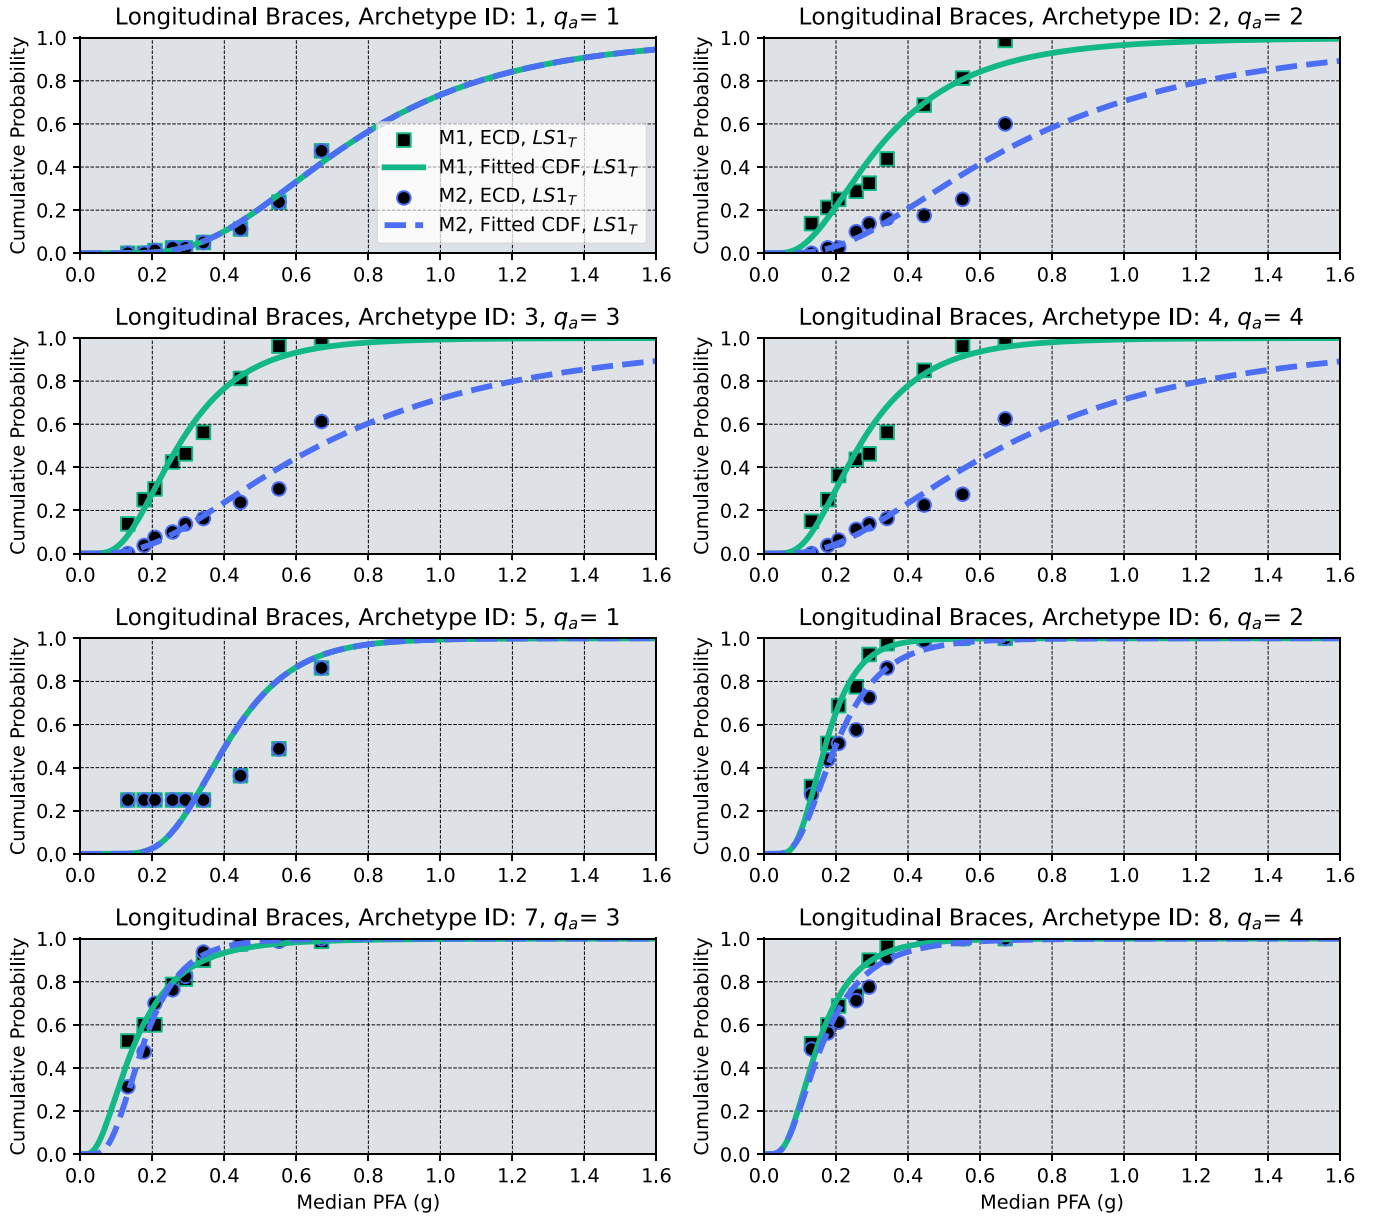 Longitudinal Braces, Archetype ID: 1, qₐ= 1
Cumulative Probability
1.0
0.8
0.6
0.4
0.2
0.0
M1, ECD, LS1_T
M1, Fitted CDF, LS1_T
M2, ECD, LS1_T
M2, Fitted CDF, LS1_T
0.0 0.2 0.4 0.6 0.8 1.0 1.2 1.4 1.6
Longitudinal Braces, Archetype ID: 2, qₐ= 2
Cumulative Probability
1.0
0.8
0.6
0.4
0.2
0.0
0.0 0.2 0.4 0.6 0.8 1.0 1.2 1.4 1.6
Longitudinal Braces, Archetype ID: 3, qₐ= 3
Cumulative Probability
1.0
0.8
0.6
0.4
0.2
0.0
0.0 0.2 0.4 0.6 0.8 1.0 1.2 1.4 1.6
Longitudinal Braces, Archetype ID: 4, qₐ= 4
Cumulative Probability
1.0
0.8
0.6
0.4
0.2
0.0
0.0 0.2 0.4 0.6 0.8 1.0 1.2 1.4 1.6
Longitudinal Braces, Archetype ID: 5, qₐ= 1
Cumulative Probability
1.0
0.8
0.6
0.4
0.2
0.0
0.0 0.2 0.4 0.6 0.8 1.0 1.2 1.4 1.6
Longitudinal Braces, Archetype ID: 6, qₐ= 2
Cumulative Probability
1.0
0.8
0.6
0.4
0.2
0.0
0.0 0.2 0.4 0.6 0.8 1.0 1.2 1.4 1.6
Longitudinal Braces, Archetype ID: 7, qₐ= 3
Cumulative Probability
1.0
0.8
0.6
0.4
0.2
0.0
0.0 0.2 0.4 0.6 0.8 1.0 1.2 1.4 1.6
Median PFA (g)
Longitudinal Braces, Archetype ID: 8, qₐ= 4
Cumulative Probability
1.0
0.8
0.6
0.4
0.2
0.0
0.0 0.2 0.4 0.6 0.8 1.0 1.2 1.4 1.6
Median PFA (g)